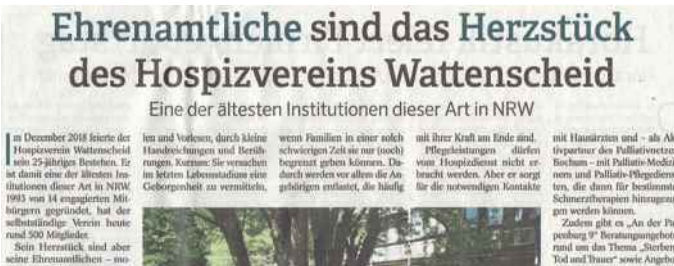 Ehrenamtliche sind das Herzstück
des Hospizvereins Wattenscheid
Eine der ältesten Institutionen dieser Art in NRW
Im Dezember 2018 feierte der
Hospizverein Wattenscheid
sein 25-jähriges Bestehen. Er
ist damit eine der ältesten Ins-
titutionen dieser Art in NRW.
1993 von 14 engagierten Mit-
bürgern gegründet, hat der
selbstständige Verein heute
rund 500 Mitglieder.
Sein Herzstück sind aber
seine Ehrenamtlichen – mo-
len und Vorlesen, durch kleine
Handreichungen und Berüh-
rungen. Kurzum: Sie versuchen
im letzten Lebensstadium eine
Geborgenheit zu vermitteln,
wenn Familien in einer solch
schwierigen Zeit sie nur (noch)
begrenzt geben können. Da-
durch werden vor allem die An-
gehörigen entlastet, die häufig
mit ihrer Kraft am Ende sind.
Pflegeleistungen dürfen
vom Hospizdienst nicht er-
bracht werden. Aber er sorgt
für die notwendigen Kontakte
mit Hausärzten und – als Ak
tivpartner des Palliativnetzes
Bochum – mit Palliativ-Medizi
nern und Palliativ-Pflegediens
ten, die dann für bestimmte
Schmerztherapien hinzugezo
gen werden können.
Zudem gibt es „An der Pa
penburg 9“ Beratungsangebote
rund um das Thema „Sterben
Tod und Trauer“ sowie Angebo